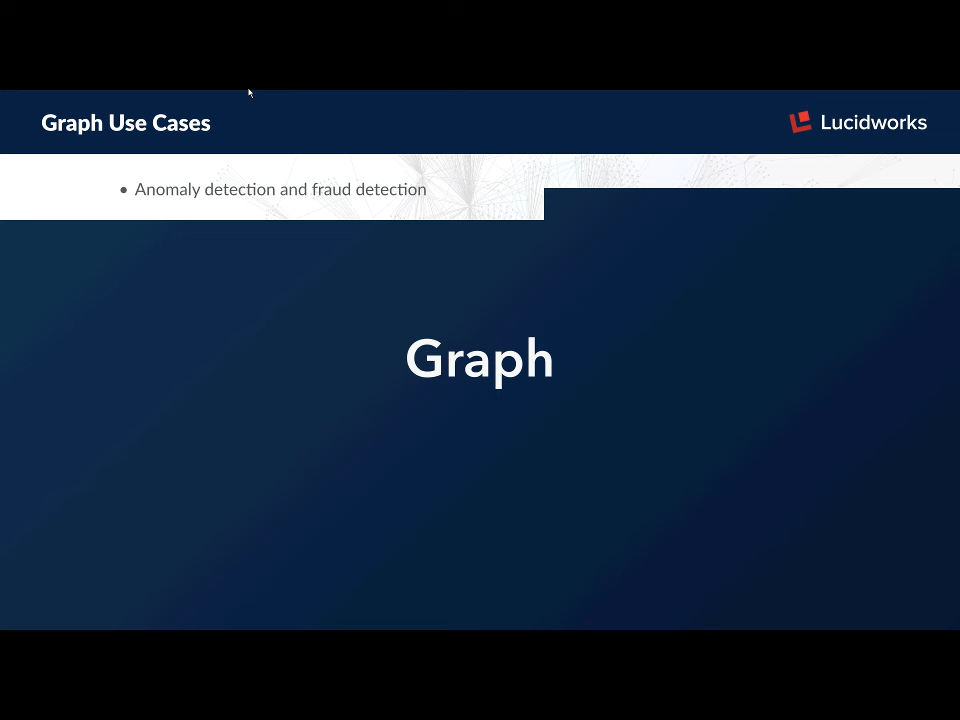 Graph Use Cases
Lucidworks
• Anomaly detection and fraud detection
Graph